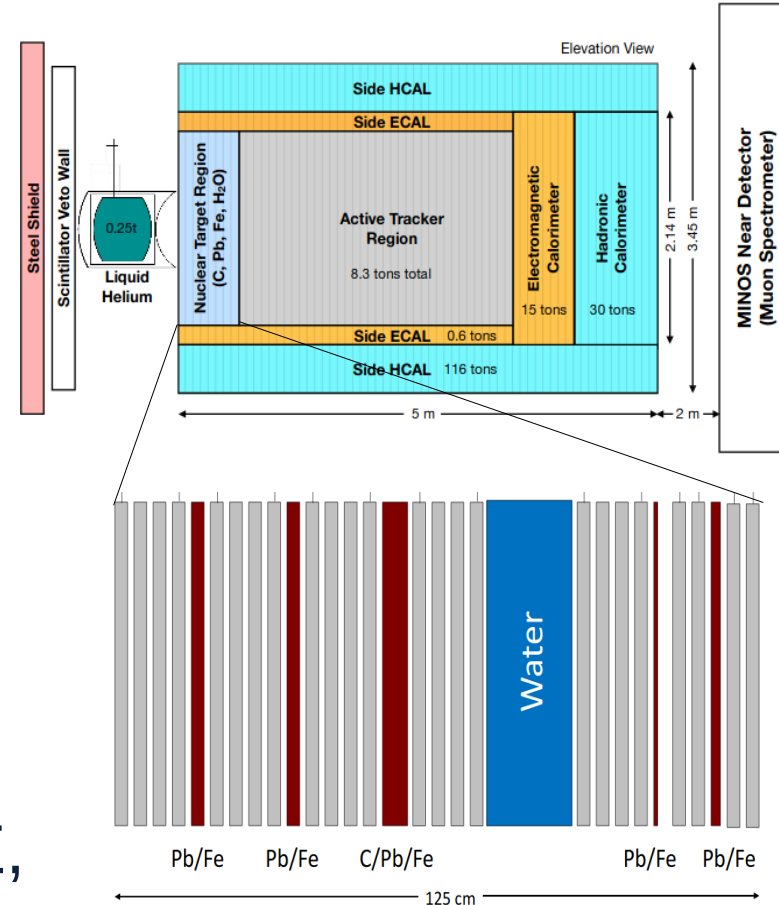 Elevation View
Steel Shield
Scintillator Veto Wall
0.25t
Liquid
Helium
Side HCAL
Side ECAL
Nuclear Target Region
(C, Pb, Fe, H₂O)
Active Tracker
Region
8.3 tons total
Electromagnetic
Calorimeter
15 tons
Hadronic
Calorimeter
30 tons
Side ECAL 0.6 tons
Side HCAL 116 tons
2.14 m
3.45 m
MINOS Near Detector
(Muon Spectrometer)
5 m
2 m
Water
Pb/Fe Pb/Fe C/Pb/Fe Pb/Fe Pb/Fe
125 cm